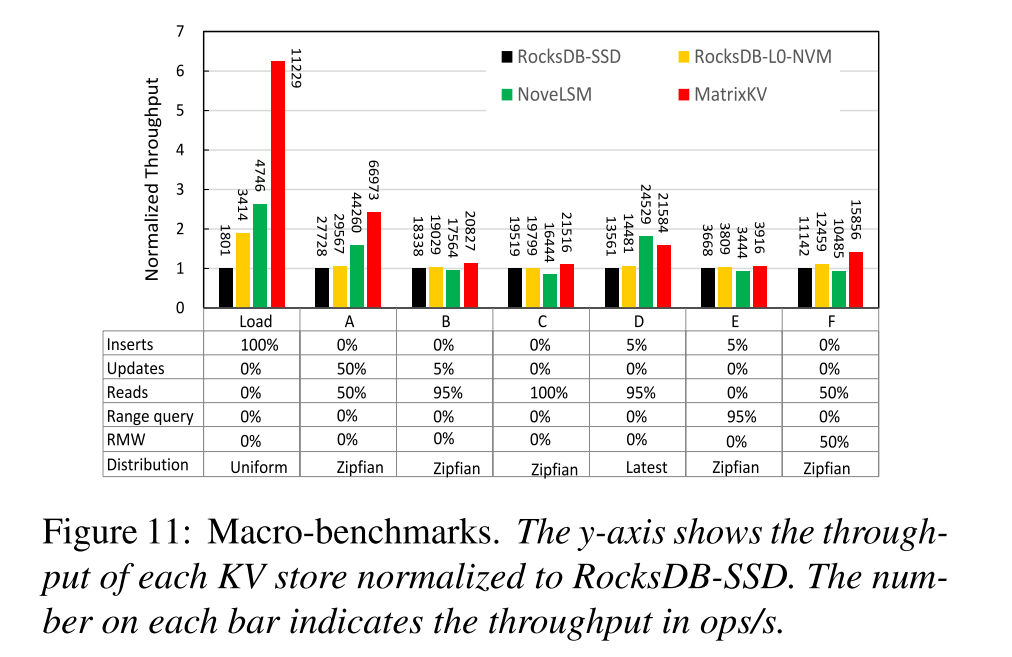 7
6
5
4
3
2
1
0
Normalized Throughput
RocksDB-SSD RocksDB-L0-NVM
NoveLSM MatrixKV
1801 3414 4746 11229
27728 29567 44260 66973
18338 19029 17564 20827
19519 19799 16444 21516
13561 14481 24529 21584
3668 3809 3444 3916
11142 12459 10485 15856
Load A B C D E F
Inserts 100% 0% 0% 0% 5% 5% 0%
Updates 0% 50% 5% 0% 0% 0% 0%
Reads 0% 50% 95% 100% 95% 0% 50%
Range query 0% 0% 0% 0% 0% 95% 0%
RMW 0% 0% 0% 0% 0% 0% 50%
Distribution Uniform Zipfian Zipfian Zipfian Latest Zipfian Zipfian
Figure 11: Macro-benchmarks. The y-axis shows the through-
put of each KV store normalized to RocksDB-SSD. The num-
ber on each bar indicates the throughput in ops/s.